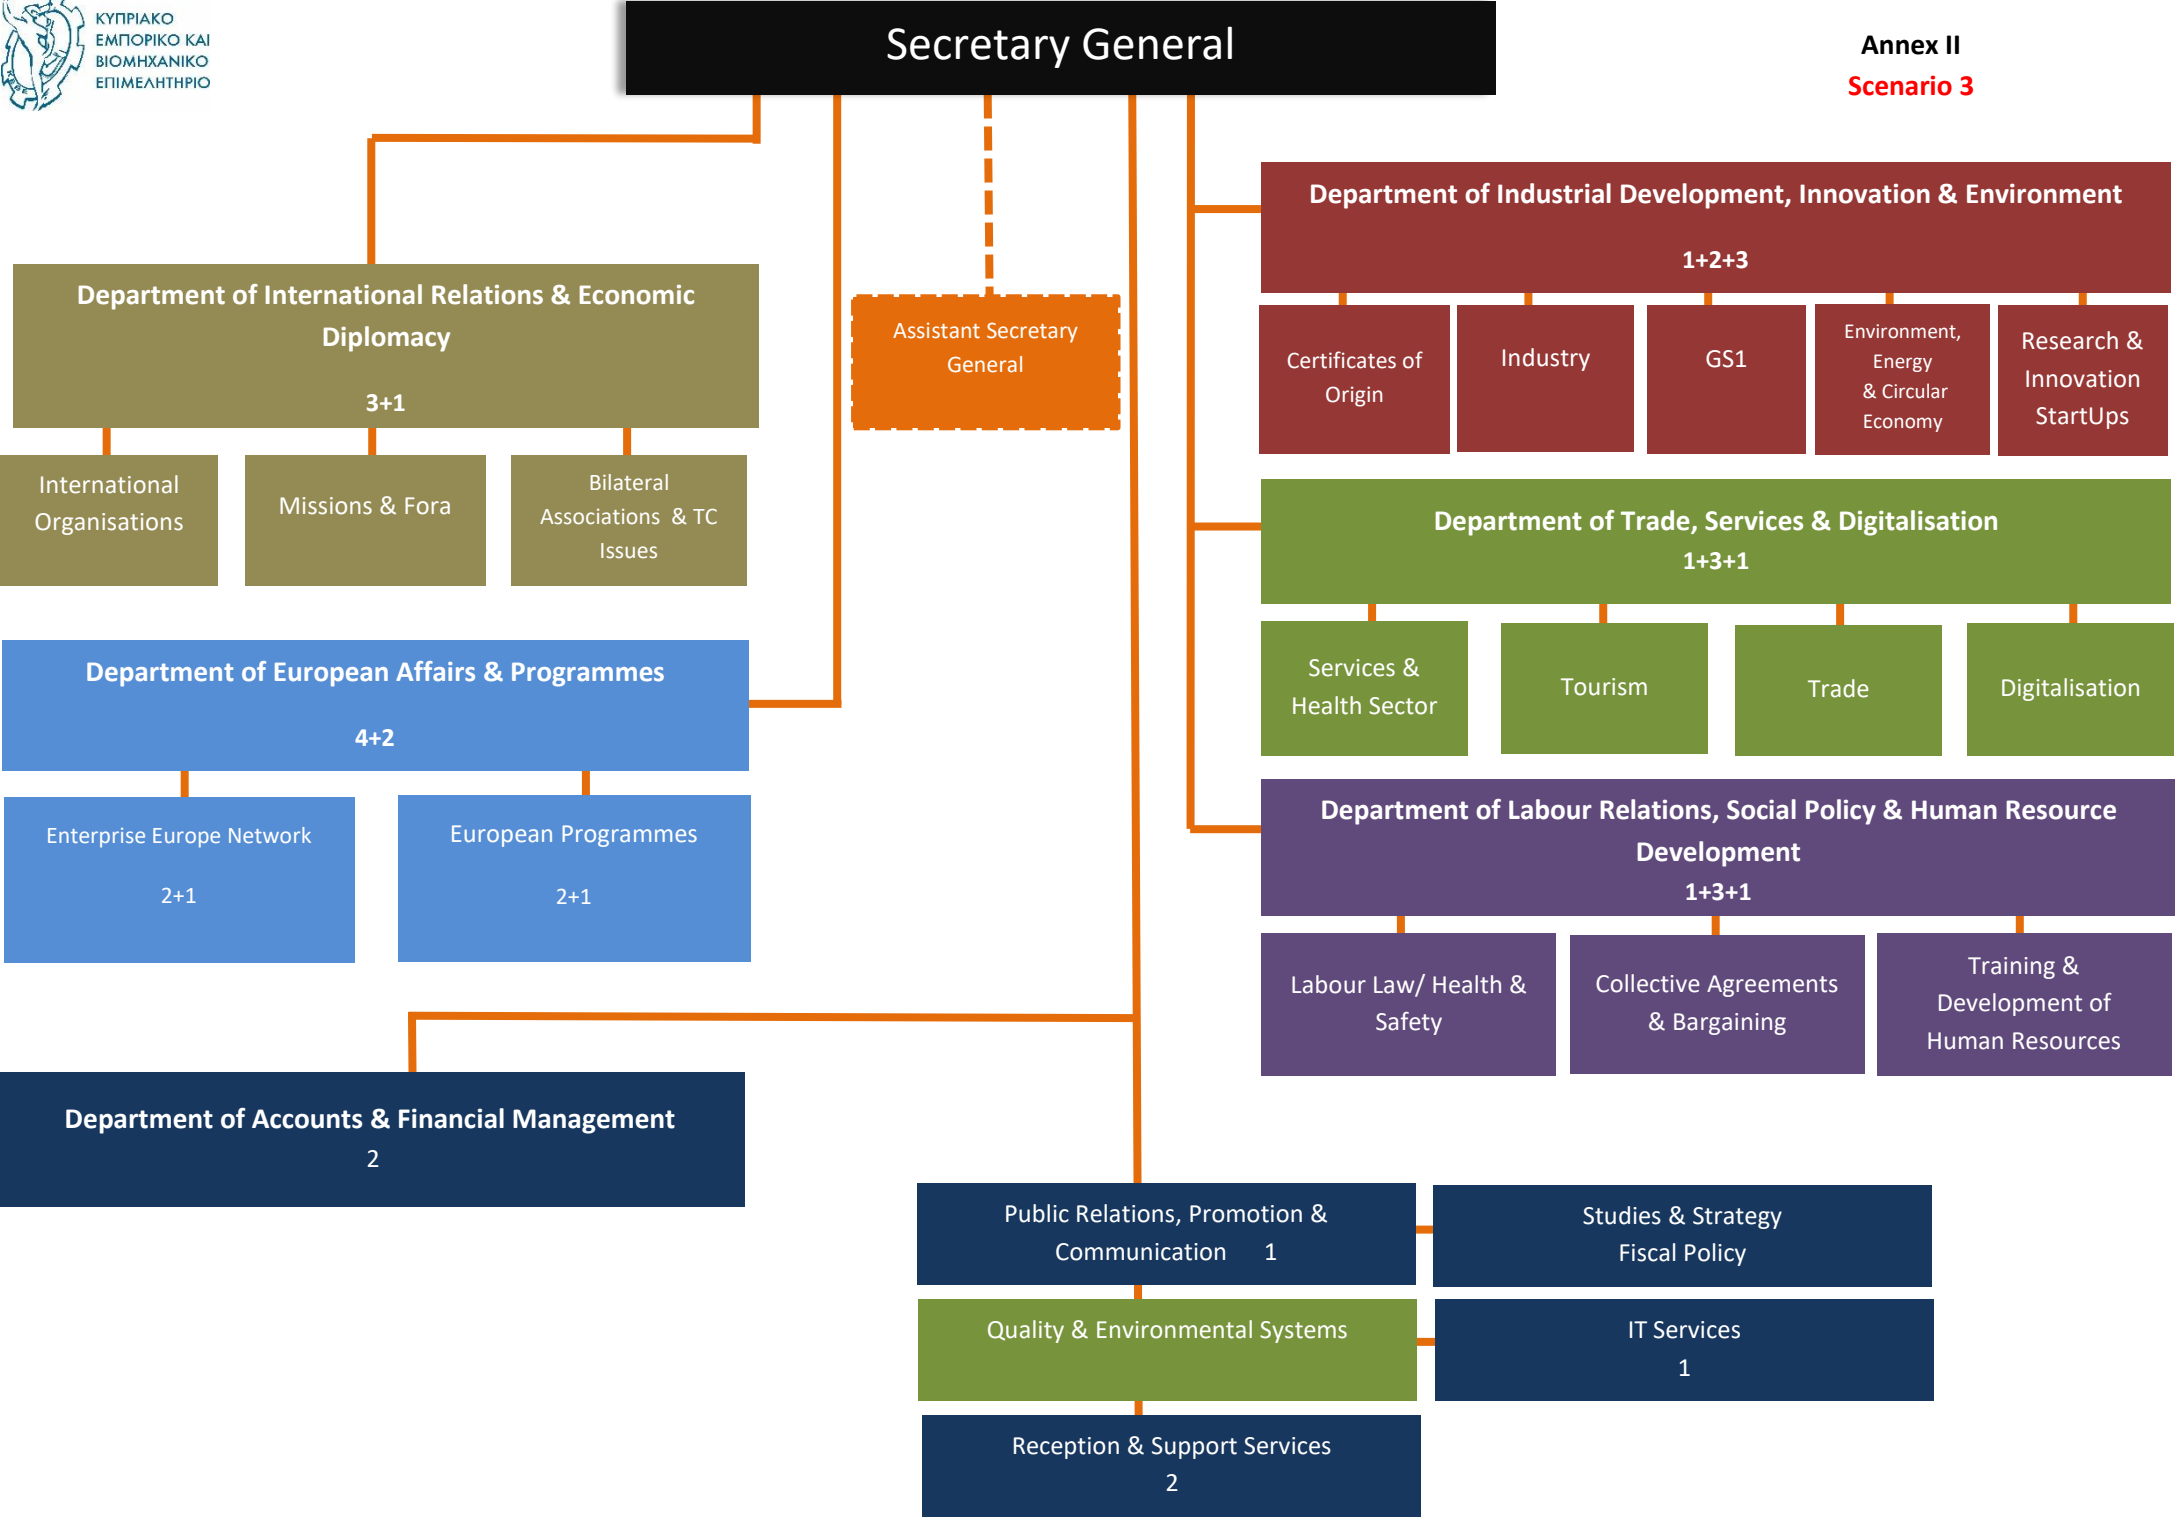 ΚΥΠΡΙΑΚΟ
ΕΜΠΟΡΙΚΟ ΚΑΙ
ΒΙΟΜΗΧΑΝΙΚΟ
ΕΠΙΜΕΛΗΤΗΡΙΟ
Secretary General
Annex II
Scenario 3
Department of International Relations & Economic
Diplomacy
3+1
International
Organisations
Missions & Fora
Bilateral
Associations & TC
Issues
Assistant Secretary
General
Department of Industrial Development, Innovation & Environment
1+2+3
Certificates of
Origin
Industry
GS1
Environment,
Energy
& Circular
Economy
Research &
Innovation
StartUps
Department of Trade, Services & Digitalisation
1+3+1
Services &
Health Sector
Tourism
Trade
Digitalisation
Department of European Affairs & Programmes
4+2
Enterprise Europe Network
2+1
European Programmes
2+1
Department of Labour Relations, Social Policy & Human Resource
Development
1+3+1
Labour Law/ Health &
Safety
Collective Agreements
& Bargaining
Training &
Development of
Human Resources
Department of Accounts & Financial Management
2
Public Relations, Promotion &
Communication 1
Studies & Strategy
Fiscal Policy
Quality & Environmental Systems
IT Services
1
Reception & Support Services
2